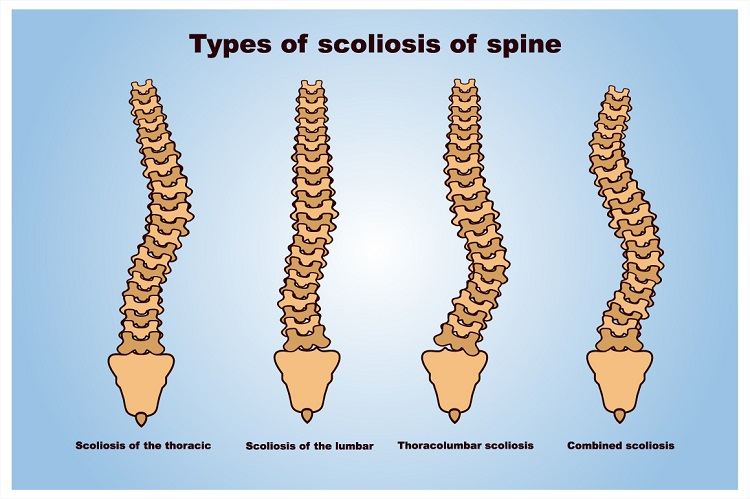 Types of scoliosis of spine
Scoliosis of the thoracic
Scoliosis of the lumbar
Thoracolumbar scoliosis
Combined scoliosis